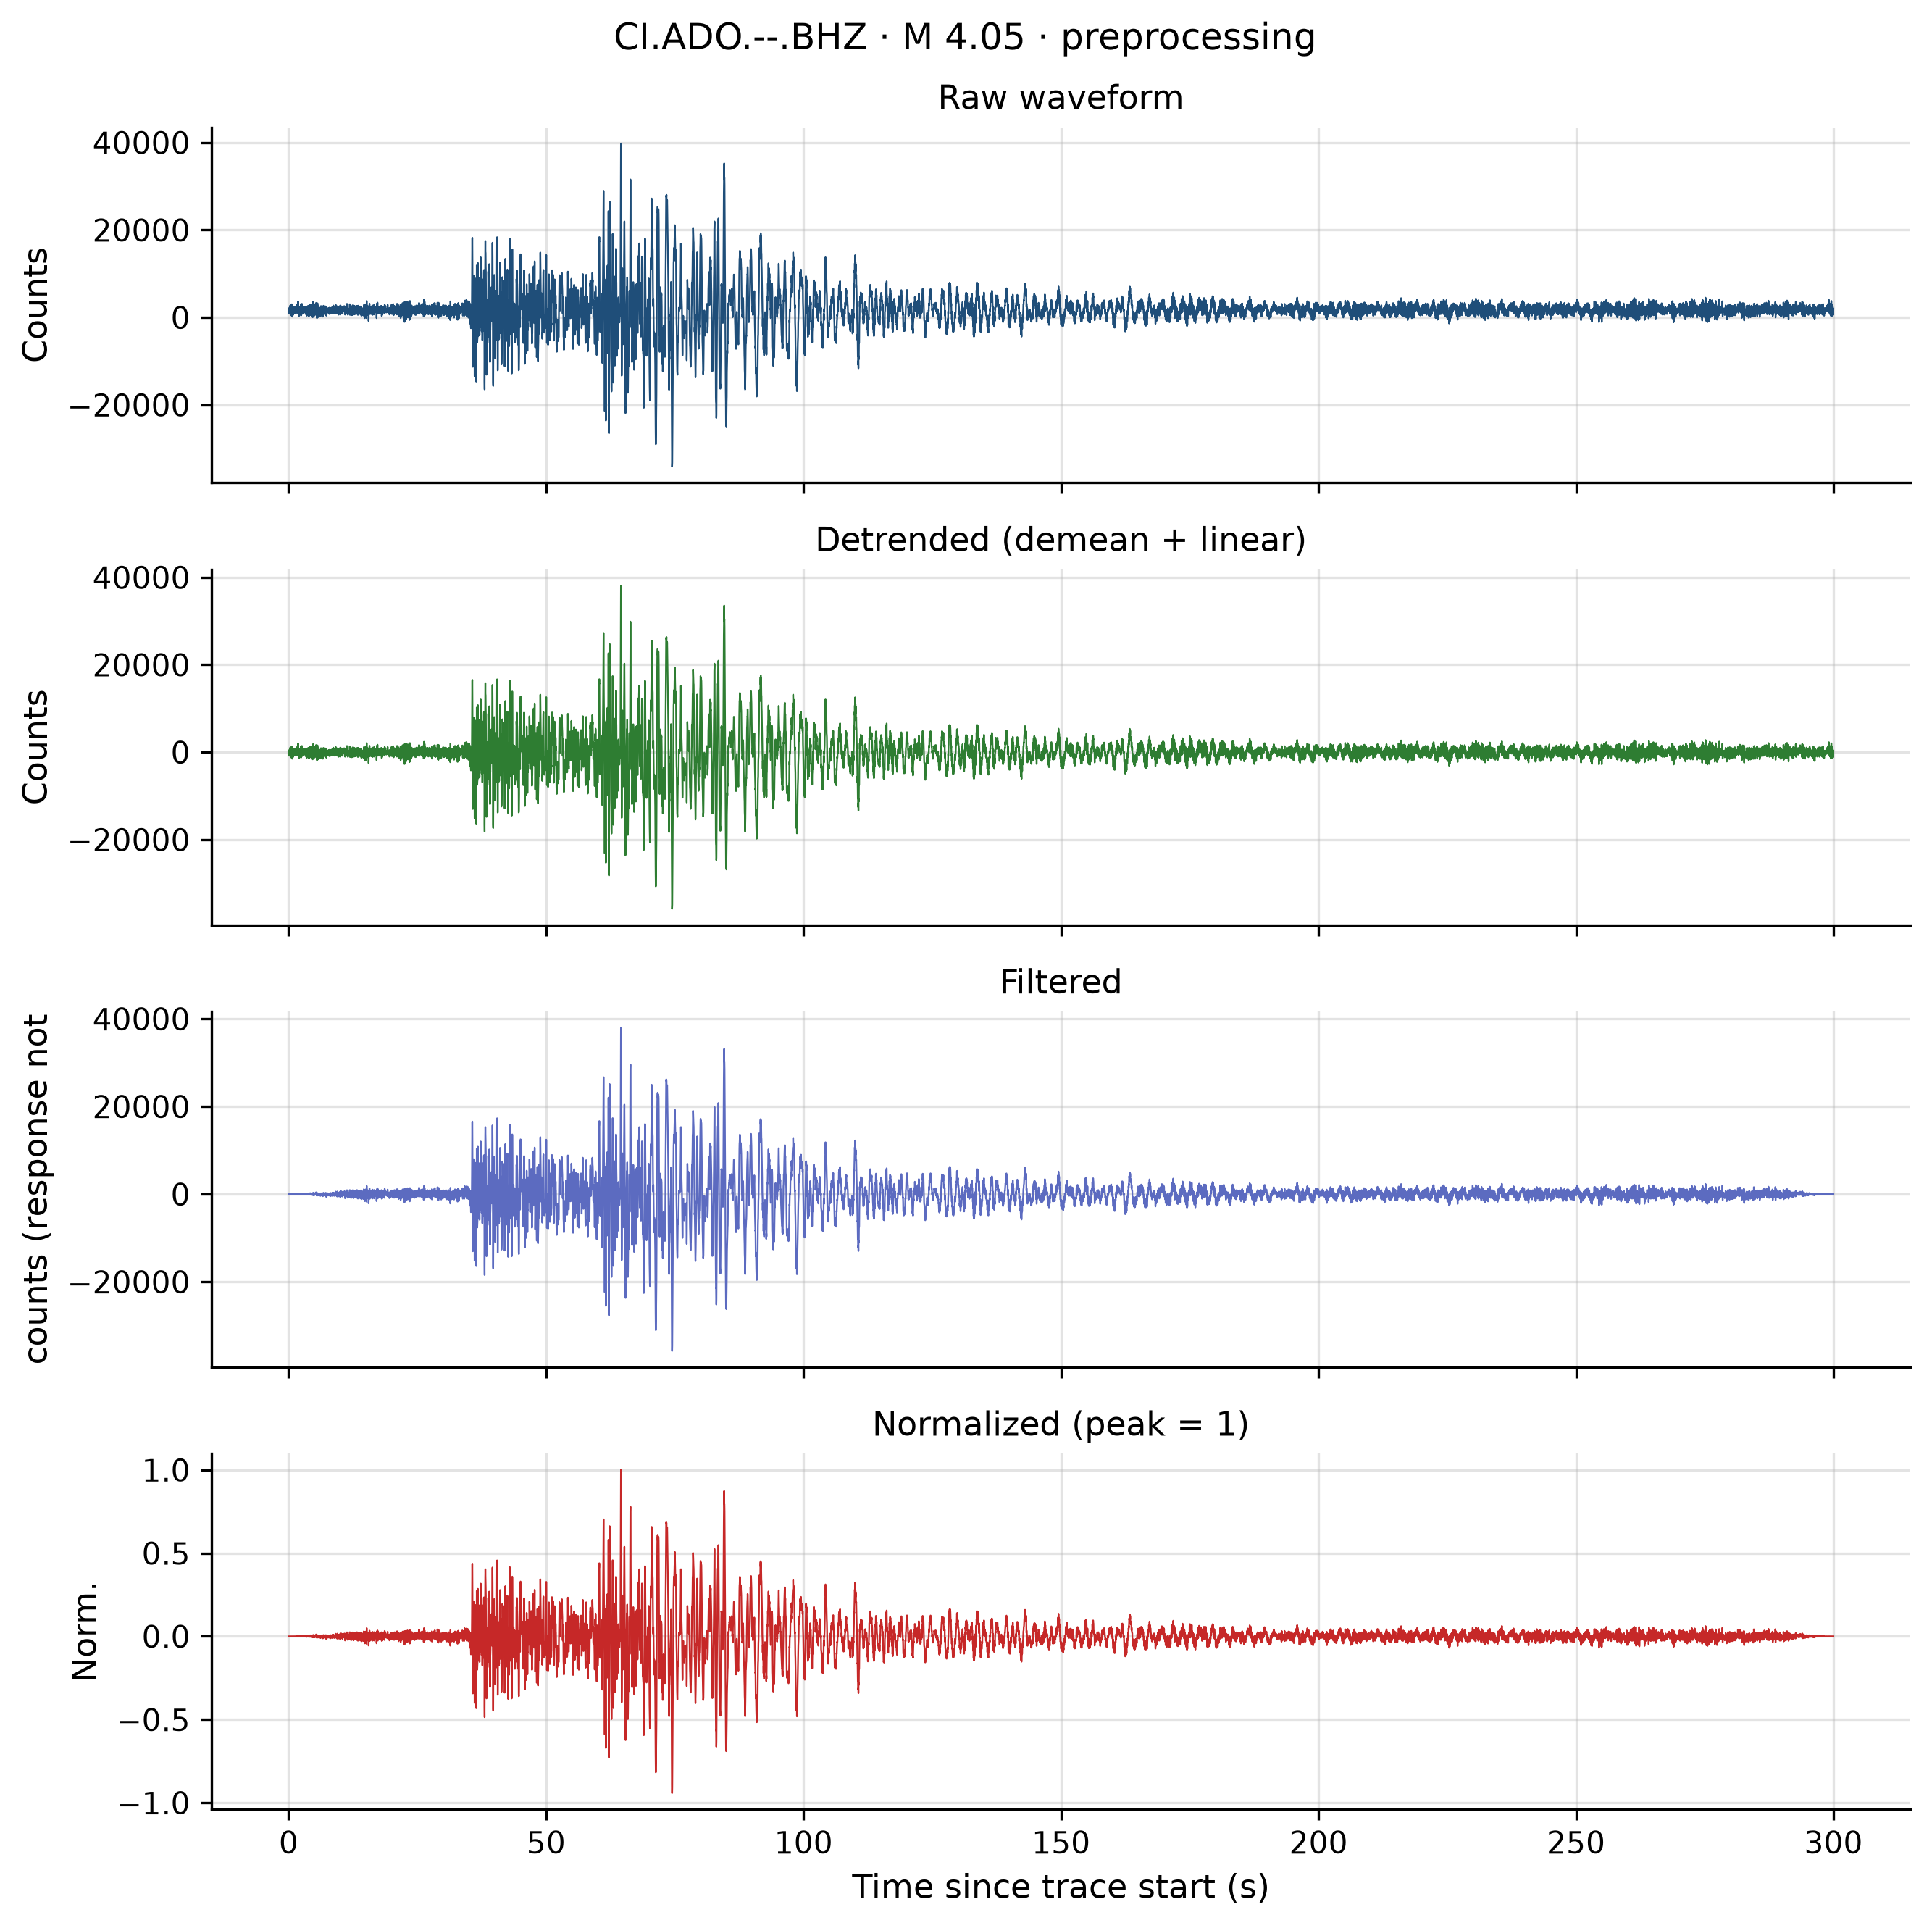 CI.ADO.--.BHZ · M 4.05 · preprocessing
Raw waveform
Counts
40000
20000
0
−20000
Detrended (demean + linear)
Counts
40000
20000
0
−20000
Filtered
counts (response not
40000
20000
0
−20000
Normalized (peak = 1)
Norm.
1.0
0.5
0.0
−0.5
−1.0
0 50 100 150 200 250 300
Time since trace start (s)